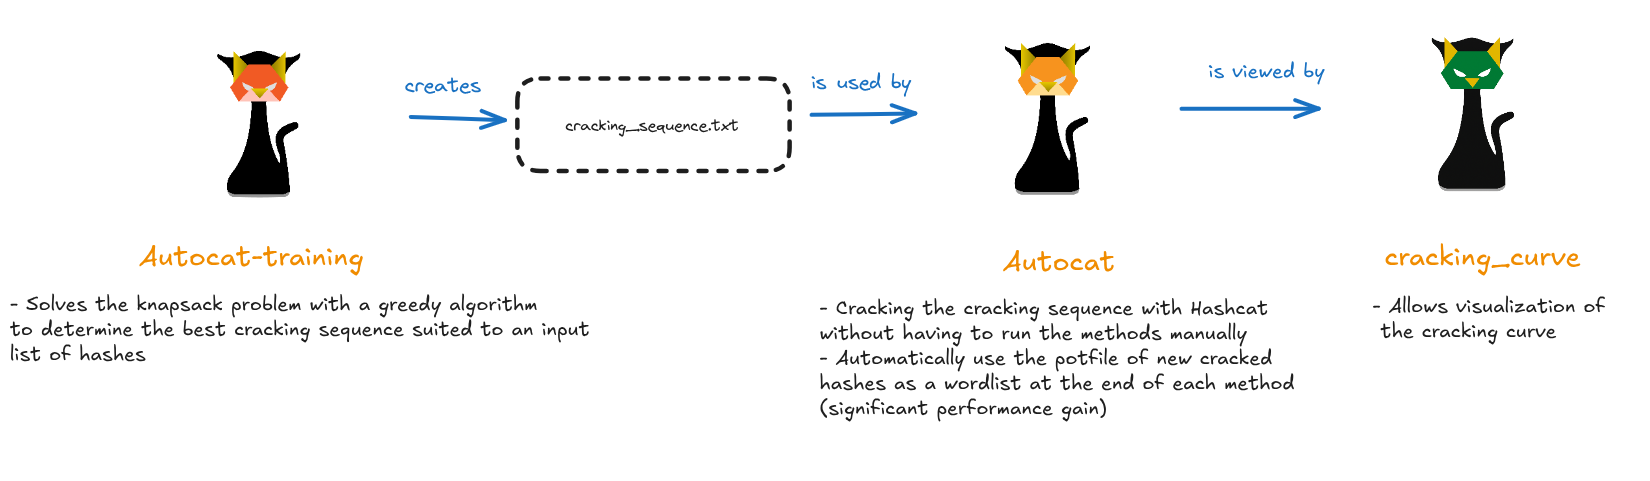 creates
cracking_sequence.txt
is used by
is viewed by
Autocat-training
- Solves the knapsack problem with a greedy algorithm
to determine the best cracking sequence suited to an input
list of hashes
Autocat
- Cracking the cracking sequence with Hashcat
without having to run the methods manually
- Automatically use the potfile of new cracked
hashes as a wordlist at the end of each method
(significant performance gain)
cracking_curve
- Allows visualization of
the cracking curve